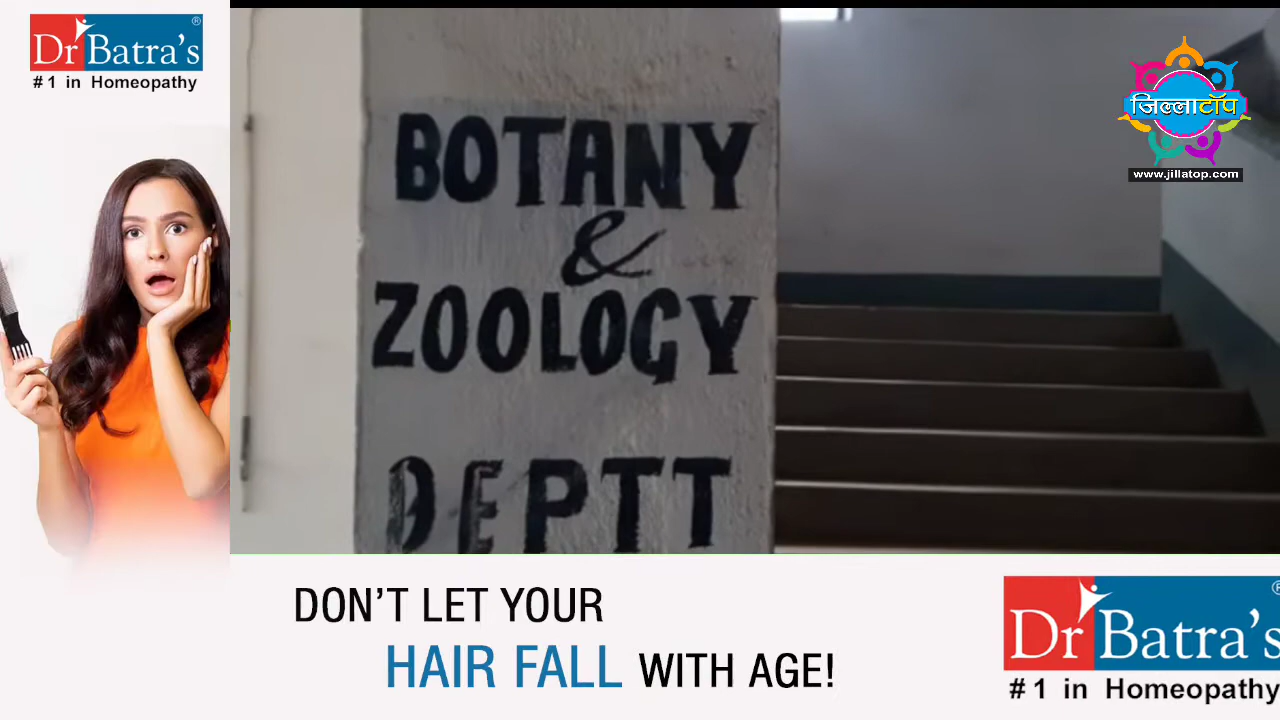 Dr Batra's®
#1 in Homeopathy
जिल्लाटॉप
www.jillatop.com
BOTANY
&
ZOOLOGY
DEPTT
DON'T LET YOUR
HAIR FALL WITH AGE!
Dr Batra's®
#1 in Homeopathy